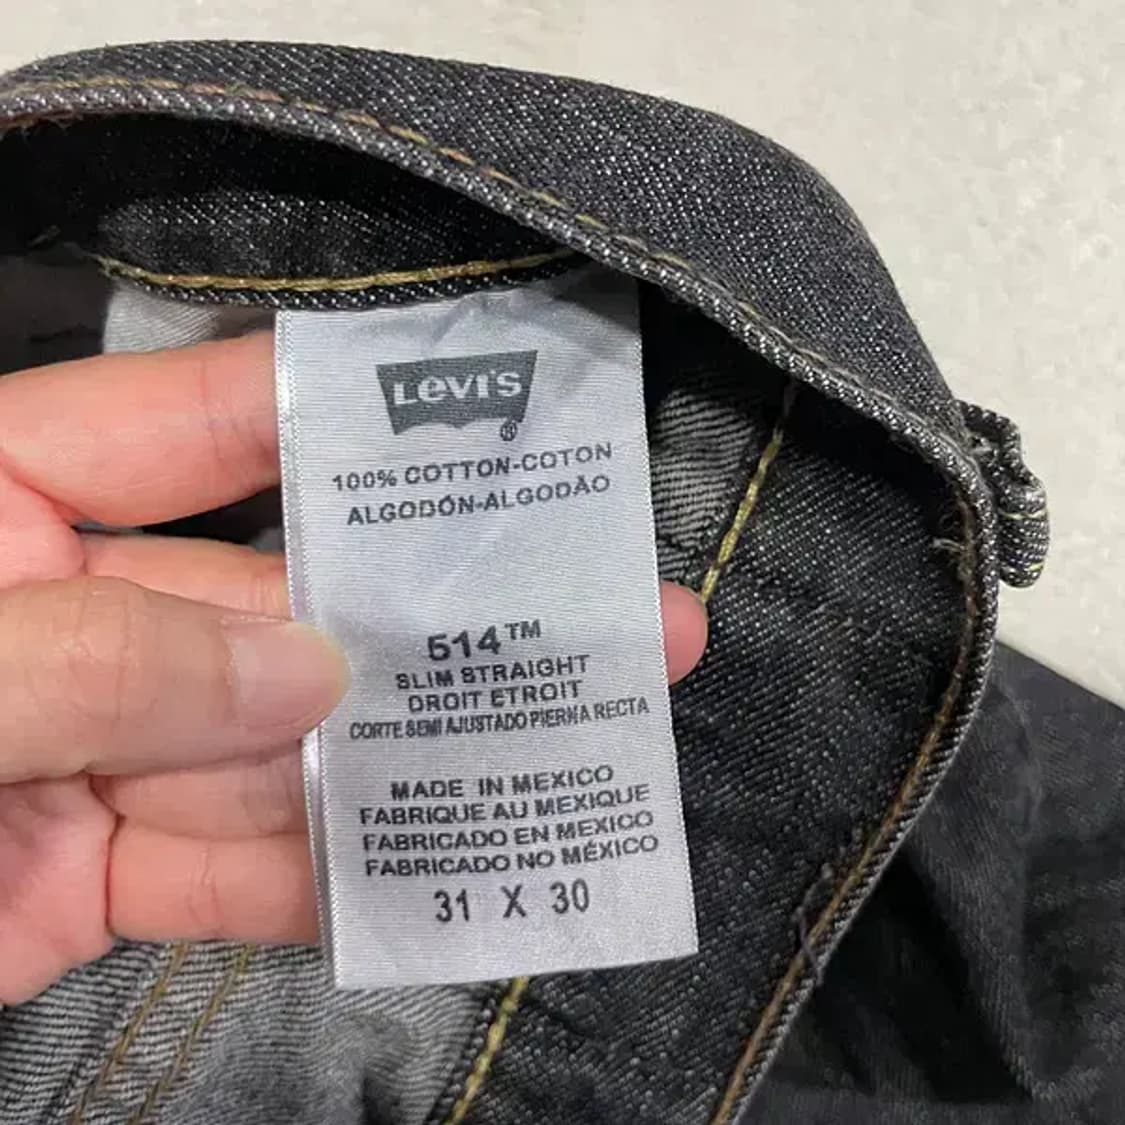 LEVI'S
®
100% COTTON-COTON
ALGODÓN-ALGODÃO
514™
SLIM STRAIGHT
DROIT ETROIT
CORTE SEMI AJUSTADO PIERNA RECTA
MADE IN MEXICO
FABRIQUE AU MEXIQUE
FABRICADO EN MEXICO
FABRICADO NO MÉXICO
31 X 30